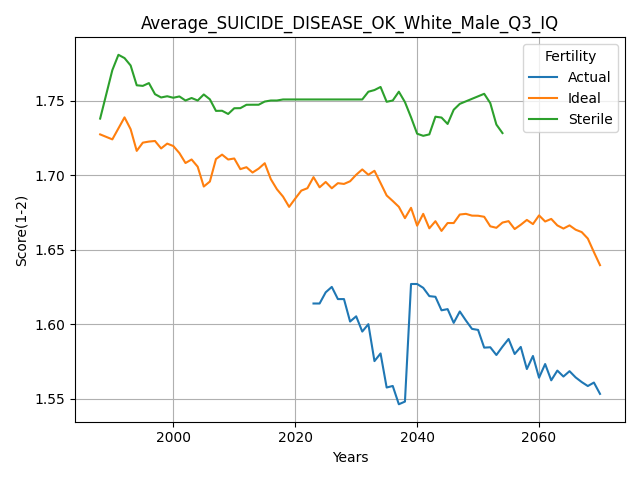 Average_SUICIDE_DISEASE_OK_White_Male_Q3_IQ
Fertility
Actual
Ideal
Sterile
Score(1-2)
1.75
1.70
1.65
1.60
1.55
2000 2020 2040 2060
Years